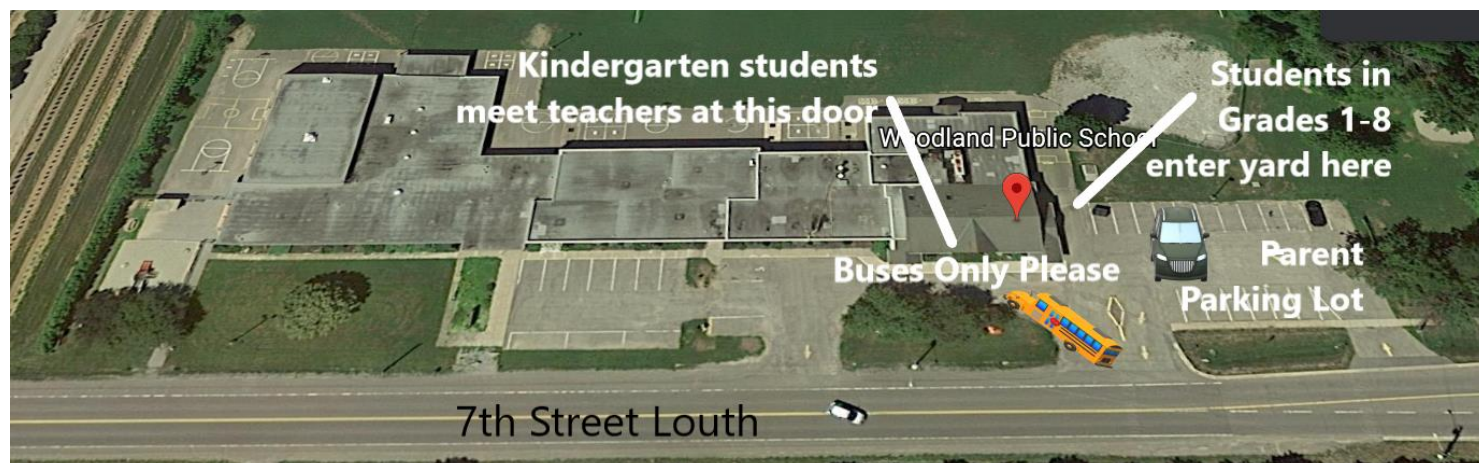 Kindergarten students
meet teachers at this door
Students in
Grades 1-8
enter yard here
Woodland Public School
Buses Only Please
Parent
Parking Lot
7th Street Louth